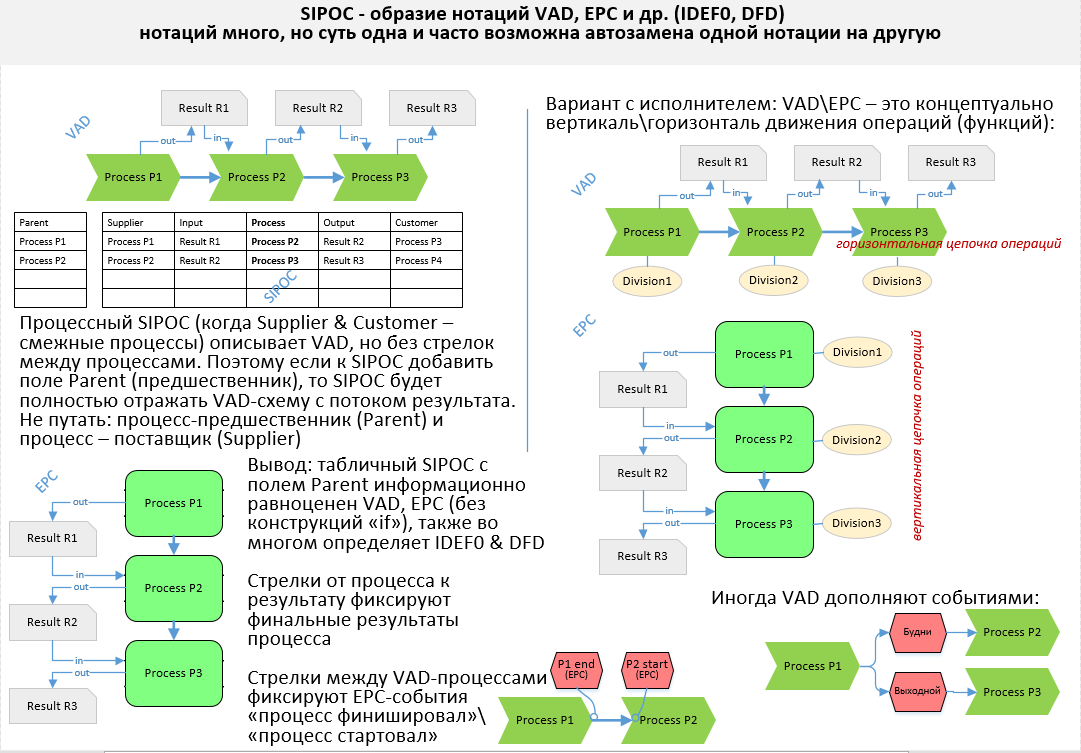 SIPOC - образие нотаций VAD, EPC и др. (IDEF0, DFD)
нотаций много, но суть одна и часто возможна автозамена одной нотации на другую
VAD
Result R1
Result R2
Result R3
out
in
out
in
out
Process P1
Process P2
Process P3
Parent
Process P1
Process P2
Supplier Input Process Output Customer
Process P1 Result R1 Process P2 Result R2 Process P3
Process P2 Result R2 Process P3 Result R3 Process P4
SIPOC
Процессный SIPOC (когда Supplier & Customer –
смежные процессы) описывает VAD, но без стрелок
между процессами. Поэтому если к SIPOC добавить
поле Parent (предшественник), то SIPOC будет
полностью отражать VAD-схему с потоком результата.
Не путать: процесс-предшественник (Parent) и
процесс – поставщик (Supplier)
EPC
Process P1
out
Result R1
in
Process P2
out
Result R2
in
Process P3
out
Result R3
Вывод: табличный SIPOC с
полем Parent информационно
равноценен VAD, EPC (без
конструкций «if»), также во
многом определяет IDEF0 & DFD
Стрелки от процесса к
результату фиксируют
финальные результаты
процесса
Стрелки между VAD-процессами
фиксируют EPC-события
«процесс финишировал»\
«процесс стартовал»
P1 end
(EPC)
P2 start
(EPC)
Process P1
Process P2
Вариант с исполнителем: VAD\EPC – это концептуально
вертикаль\горизонталь движения операций (функций):
VAD
Result R1
Result R2
Result R3
out
in
out
in
out
Process P1
Process P2
Process P3
горизонтальная цепочка операций
Division1
Division2
Division3
EPC
Process P1
Division1
out
Result R1
in
Process P2
Division2
out
Result R2
in
Process P3
Division3
out
Result R3
вертикальная цепочка операций
Иногда VAD дополняют событиями:
Process P1
Будни
Process P2
Выходной
Process P3